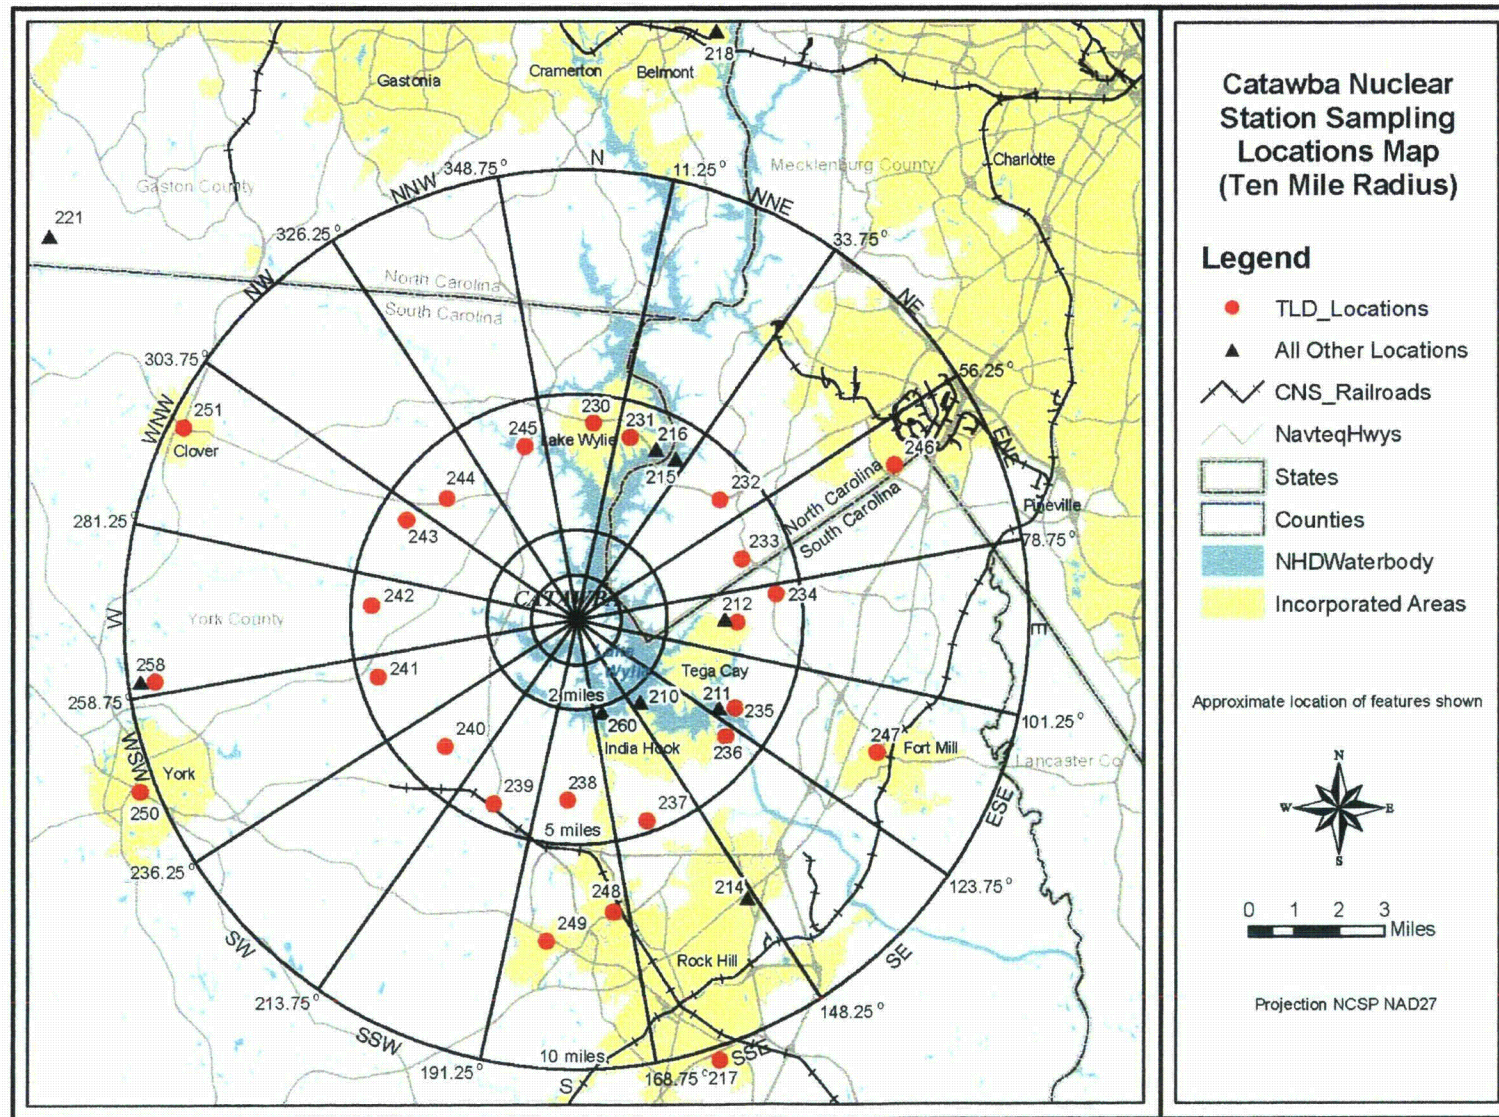 218
Cramerton
Belmont
Gastonia
Charlotte
Mecklenburg County
N
348.75°
11.25°
NNW
NNE
Gaston County
221
326.25°
33.75°
North Carolina
South Carolina
NW
NE
303.75°
56.25°
WNW
251
Clover
230
231
245
Lake Wylie
216
215
246
ENE
244
232
North Carolina
South Carolina
Pineville
243
281.25°
233
78.75°
242
CATAWBA
234
212
W
York County
E
Lake
Wylie
Tega Cay
241
258
258.75°
2 miles
210
211
235
260
101.25°
236
India Hook
240
247
Fort Mill
Lancaster Co
WSW
York
250
239
238
237
ESE
5 miles
236.25°
123.75°
248
214
249
SW
Rock Hill
SE
213.75°
148.25°
SSW
10 miles
SSE
191.25°
S
168.75°
217
Catawba Nuclear
Station Sampling
Locations Map
(Ten Mile Radius)
Legend
TLD_Locations
All Other Locations
CNS_Railroads
NavteqHwys
States
Counties
NHDWaterbody
Incorporated Areas
Approximate location of features shown
N
W
E
S
0 1 2 3
Miles
Projection NCSP NAD27